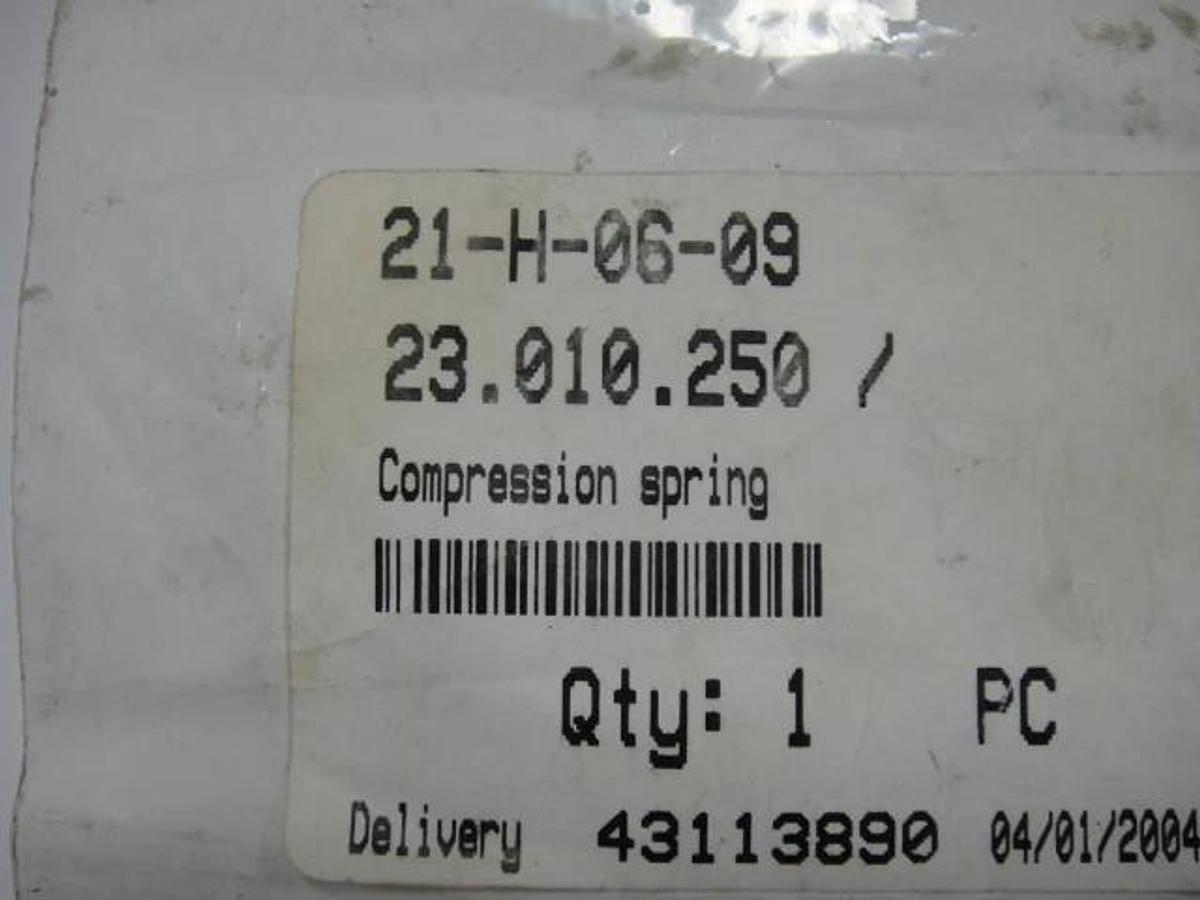 21-H-06-09
23.010.250 /
Compression spring
Qty: 1 PC
Delivery 43113890 04/01/2004